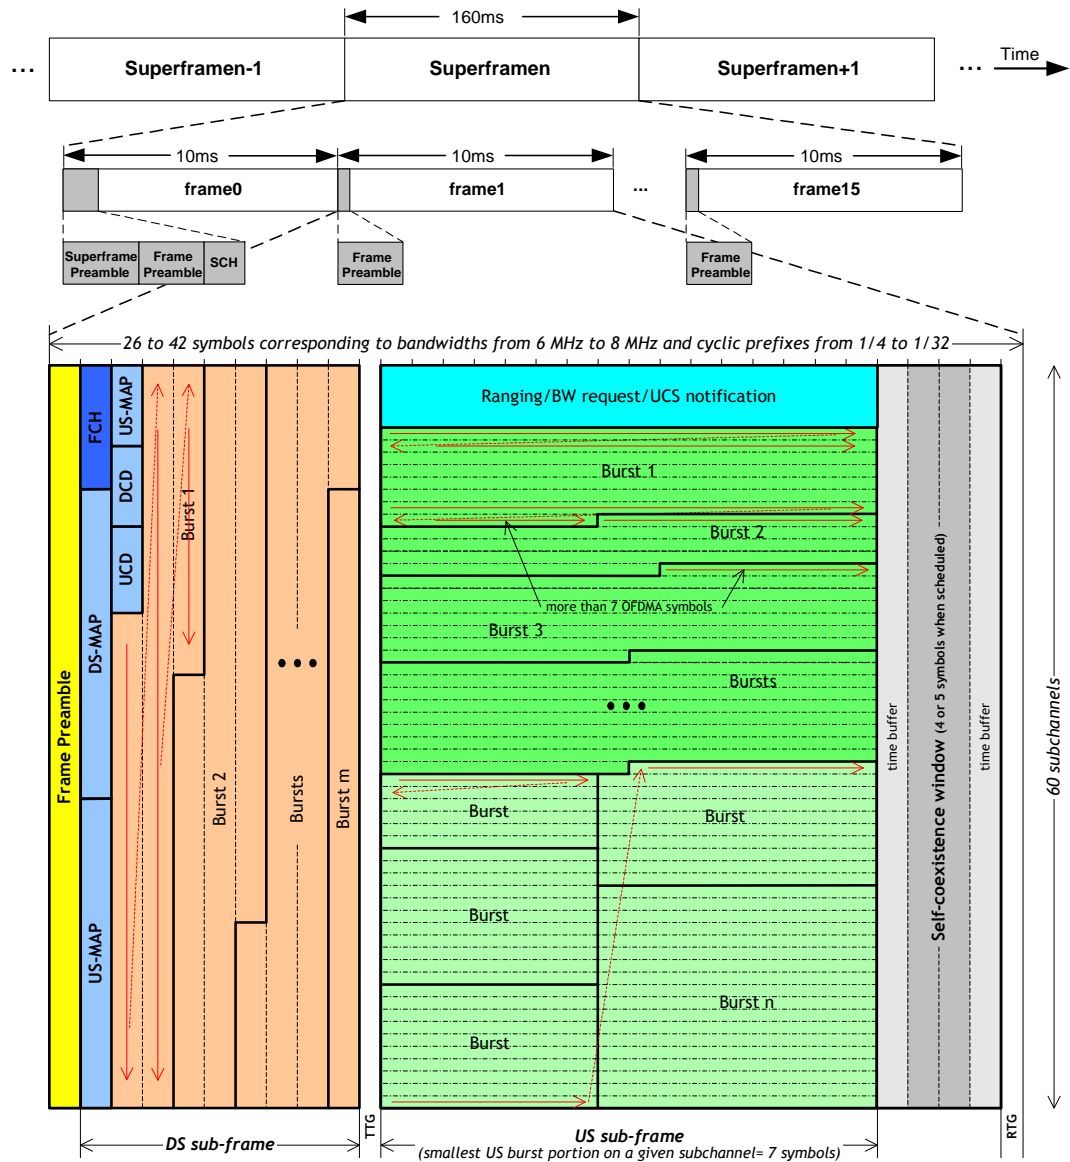 160ms
... Superframen-1 Superframen Superframen+1 ... Time
10ms 10ms 10ms
frame0 frame1 ... frame15
Superframe Preamble
Frame Preamble
SCH
Frame Preamble
Frame Preamble
26 to 42 symbols corresponding to bandwidths from 6 MHz to 8 MHz and cyclic prefixes from 1/4 to 1/32
Frame Preamble
FCH
DS-MAP
US-MAP
US-MAP
DCD
UCD
Burst 1
Burst 2
Bursts
Burst m
TTG
Ranging/BW request/UCS notification
Burst 1
Burst 2
more than 7 OFDMA symbols
Burst 3
Bursts
Burst
Burst
Burst
Burst n
Burst
time buffer
Self-coexistence window (4 or 5 symbols when scheduled)
time buffer
RTG
60 subchannels
DS sub-frame
US sub-frame
(smallest US burst portion on a given subchannel= 7 symbols)